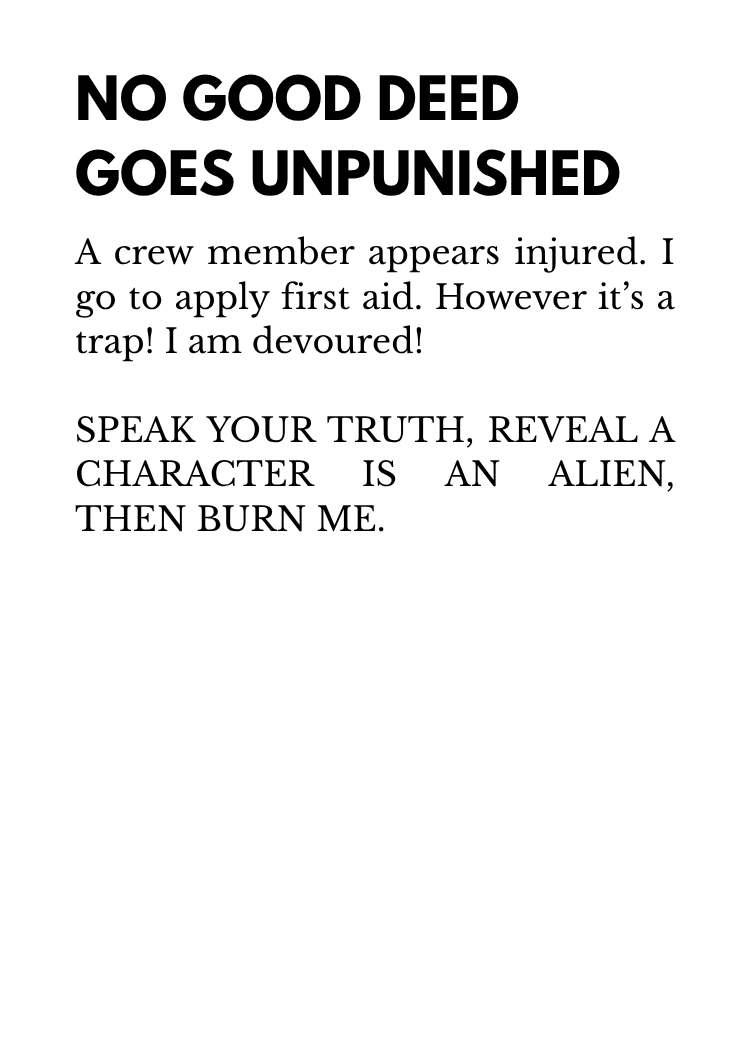 NO GOOD DEED
GOES UNPUNISHED
A crew member appears injured. I
go to apply first aid. However it’s a
trap! I am devoured!
SPEAK YOUR TRUTH, REVEAL A
CHARACTER IS AN ALIEN,
THEN BURN ME.